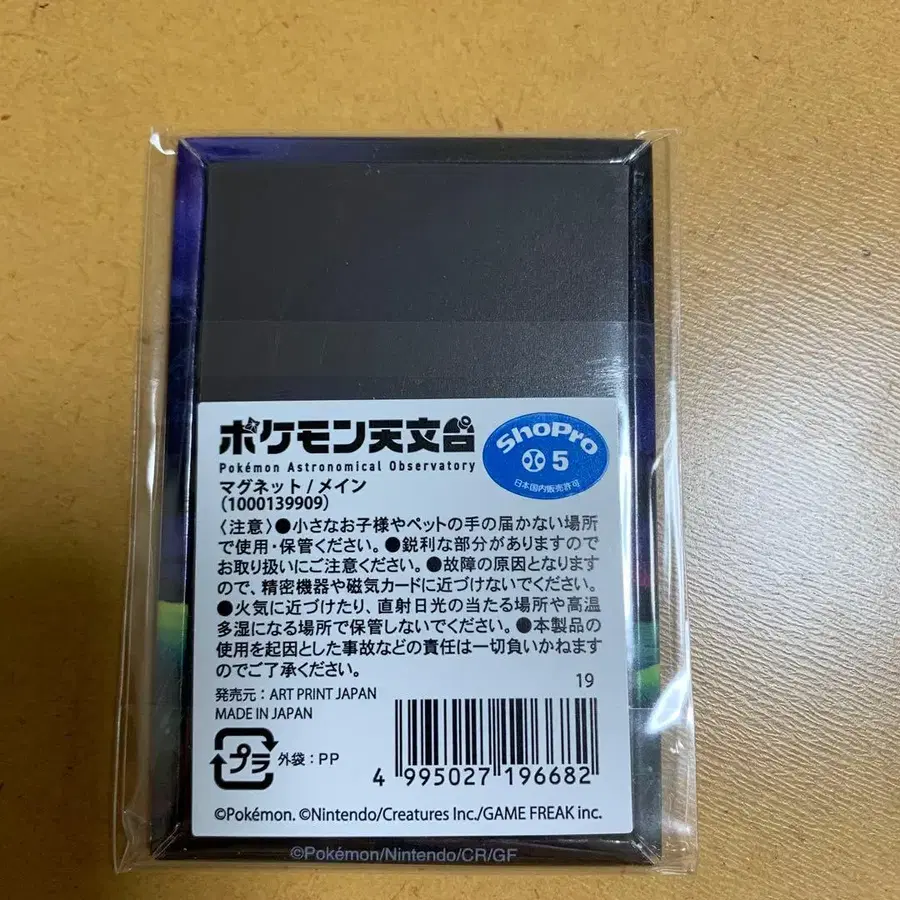 ポケモン天文台
Pokémon Astronomical Observatory
ShoPro
5
日本国内販売許可
マグネット / メイン
(1000139909)
〈注意〉●小さなお子様やペットの手の届かない場所
で使用・保管ください。●鋭利な部分がありますので
お取り扱いにご注意ください。●故障の原因となります
ので、精密機器や磁気カードに近づけないでください。
●火気に近づけたり、直射日光の当たる場所や高温
多湿になる場所で保管しないでください。●本製品の
使用を起因とした事故などの責任は一切負いかねます
のでご了承ください。
19
発売元：ART PRINT JAPAN
MADE IN JAPAN
プラ
外袋：PP
4 995027 196682
©Pokémon. ©Nintendo/Creatures Inc./GAME FREAK inc.
©Pokémon/Nintendo/CR/GF